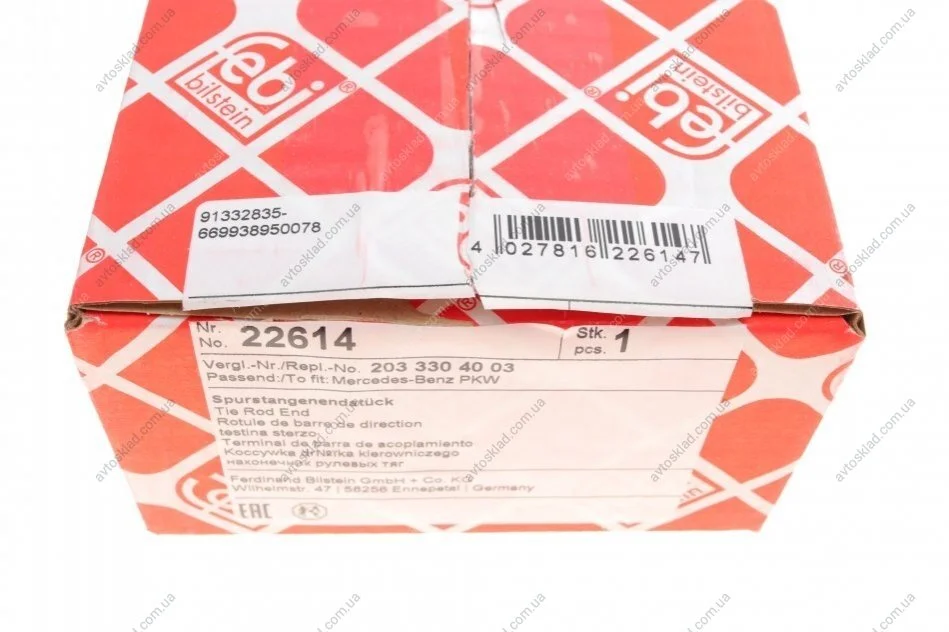 febi
bilstein
®
febi
bilstein
®
91332835-
669938950078
4 027816 226147
Nr.
No. 22614
Stk.
pcs. 1
Vergl.-Nr./Repl.-No. 203 330 40 03
Passend:/To fit: Mercedes-Benz PKW
Spurstangenendstück
Tie Rod End
Rotule de barre de direction
testina sterzo
Terminal de barra de acoplamiento
kierowniczego
наконечник рулевых тяг
Ferdinand Bilstein GmbH + Co. KG
Wilhelmstr. 47 | 58256 Ennepetal | Germany
EAC
avtosklad.com.ua